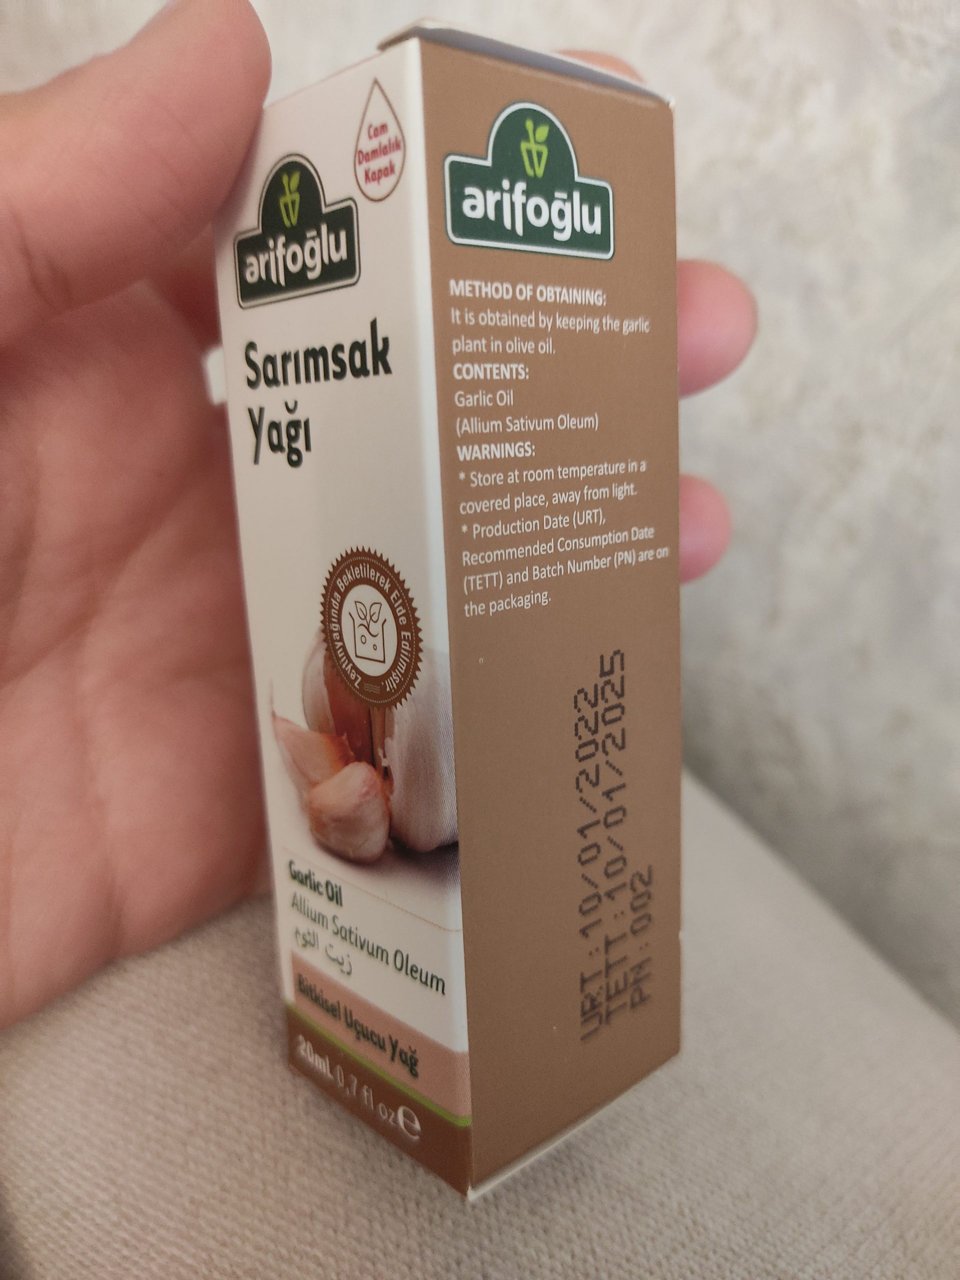 Cam
Damlalık
Kapak
arifoğlu
Sarımsak
Yağı
Zeytinyağında Bekletilerek Elde Edilmiştir.
Garlic Oil
Allium Sativum Oleum
زيت الثوم
Bitkisel Uçucu Yağ
20mL 0,7 fl oz e
arifoğlu
METHOD OF OBTAINING:
It is obtained by keeping the garlic
plant in olive oil.
CONTENTS:
Garlic Oil
(Allium Sativum Oleum)
WARNINGS:
* Store at room temperature in a
covered place, away from light.
* Production Date (URT),
Recommended Consumption Date
(TETT) and Batch Number (PN) are on
the packaging.
URT:10/01/2022
TETT:10/01/2025
PN:002